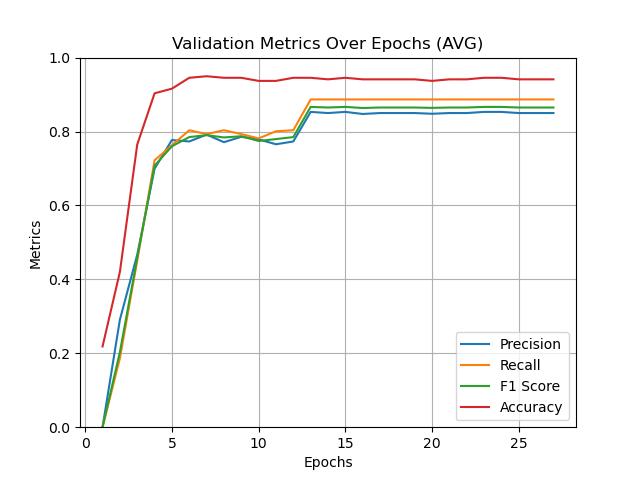 Validation Metrics Over Epochs (AVG)
1.0
0.8
0.6
0.4
0.2
0.0
Metrics
0 5 10 15 20 25
Epochs
Precision
Recall
F1 Score
Accuracy